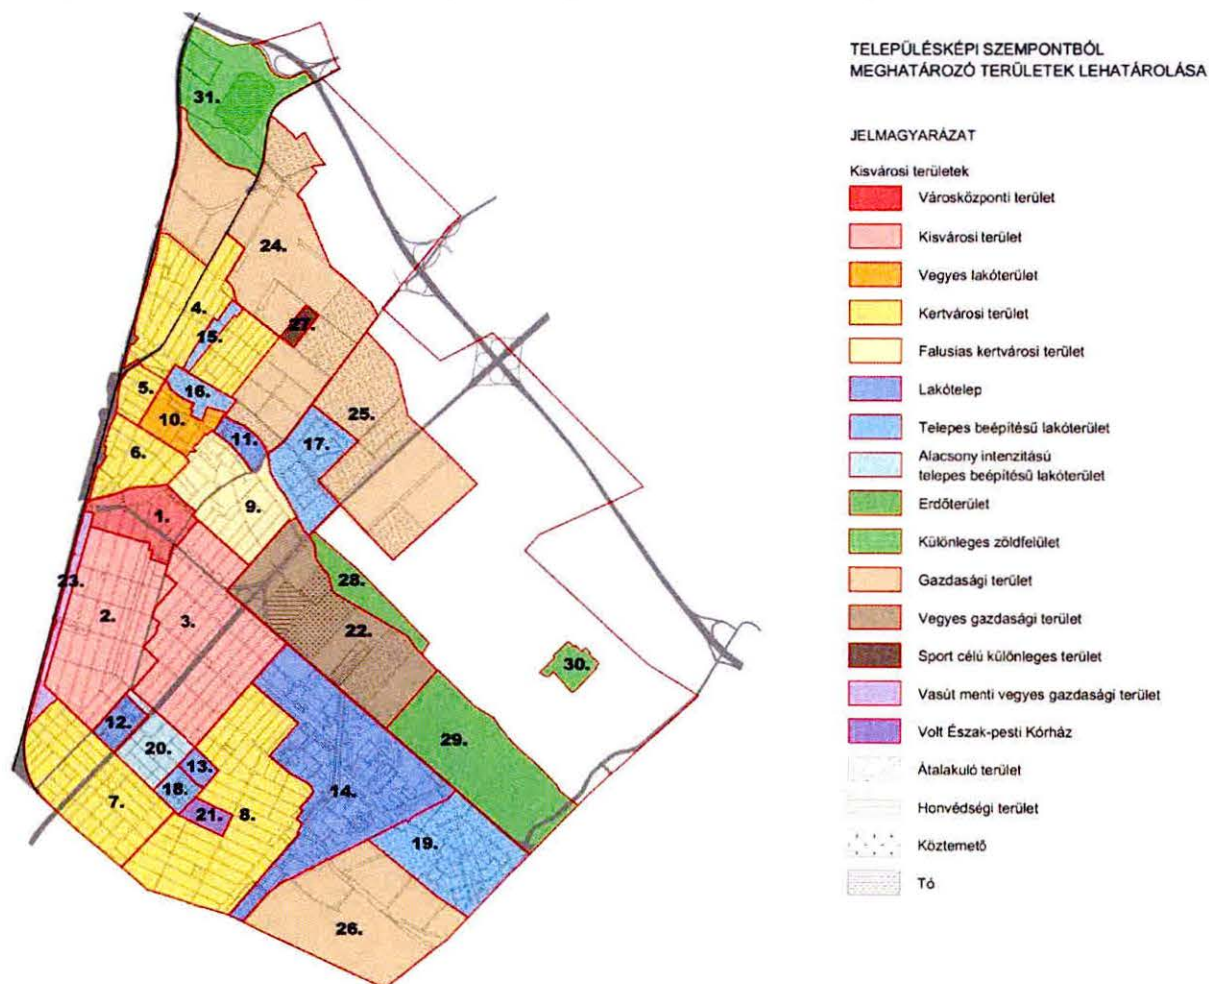 TELEPÜLÉSKÉPI SZEMPONTBÓL
MEGHATÁROZÓ TERÜLETEK LEHATÁROLÁSA
JELMAGYARÁZAT
Kisvárosi területek
Városközponti terület
Kisvárosi terület
Vegyes lakóterület
Kertvárosi terület
Falusias kertvárosi terület
Lakótelep
Telepes beépítésű lakóterület
Alacsony intenzitású
telepes beépítésű lakóterület
Erdőterület
Különleges zöldfelület
Gazdasági terület
Vegyes gazdasági terület
Sport célú különleges terület
Vasút menti vegyes gazdasági terület
Volt Észak-pesti Kórház
Átalakuló terület
Honvédségi terület
Köztemető
Tó
31.
24.
4.
27.
15.
5.
16.
10.
25.
11.
17.
6.
9.
1.
23.
28.
2.
3.
22.
30.
12.
20.
29.
13.
18.
14.
7.
21.
8.
19.
26.